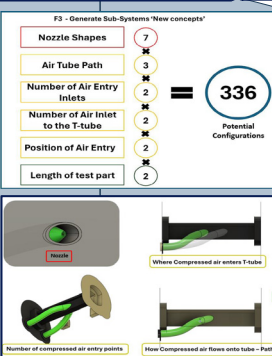 F3 - Generate Sub-Systems 'New concepts'
Nozzle Shapes 7
×
Air Tube Path 3
×
Number of Air Entry
Inlets 2
= 336
×
Number of Air Inlet
to the T-tube 2
Potential
Configurations
×
Position of Air Entry 2
×
Length of test part 2
Nozzle
Where Compressed air enters T-tube
Number of compressed air entry points
How Compressed air flows onto tube – Path